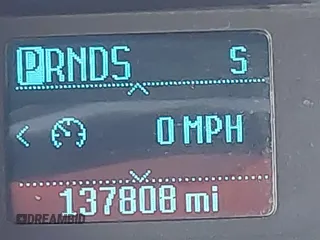 PRNDS S
0 MPH
137808 mi
DREAMBID